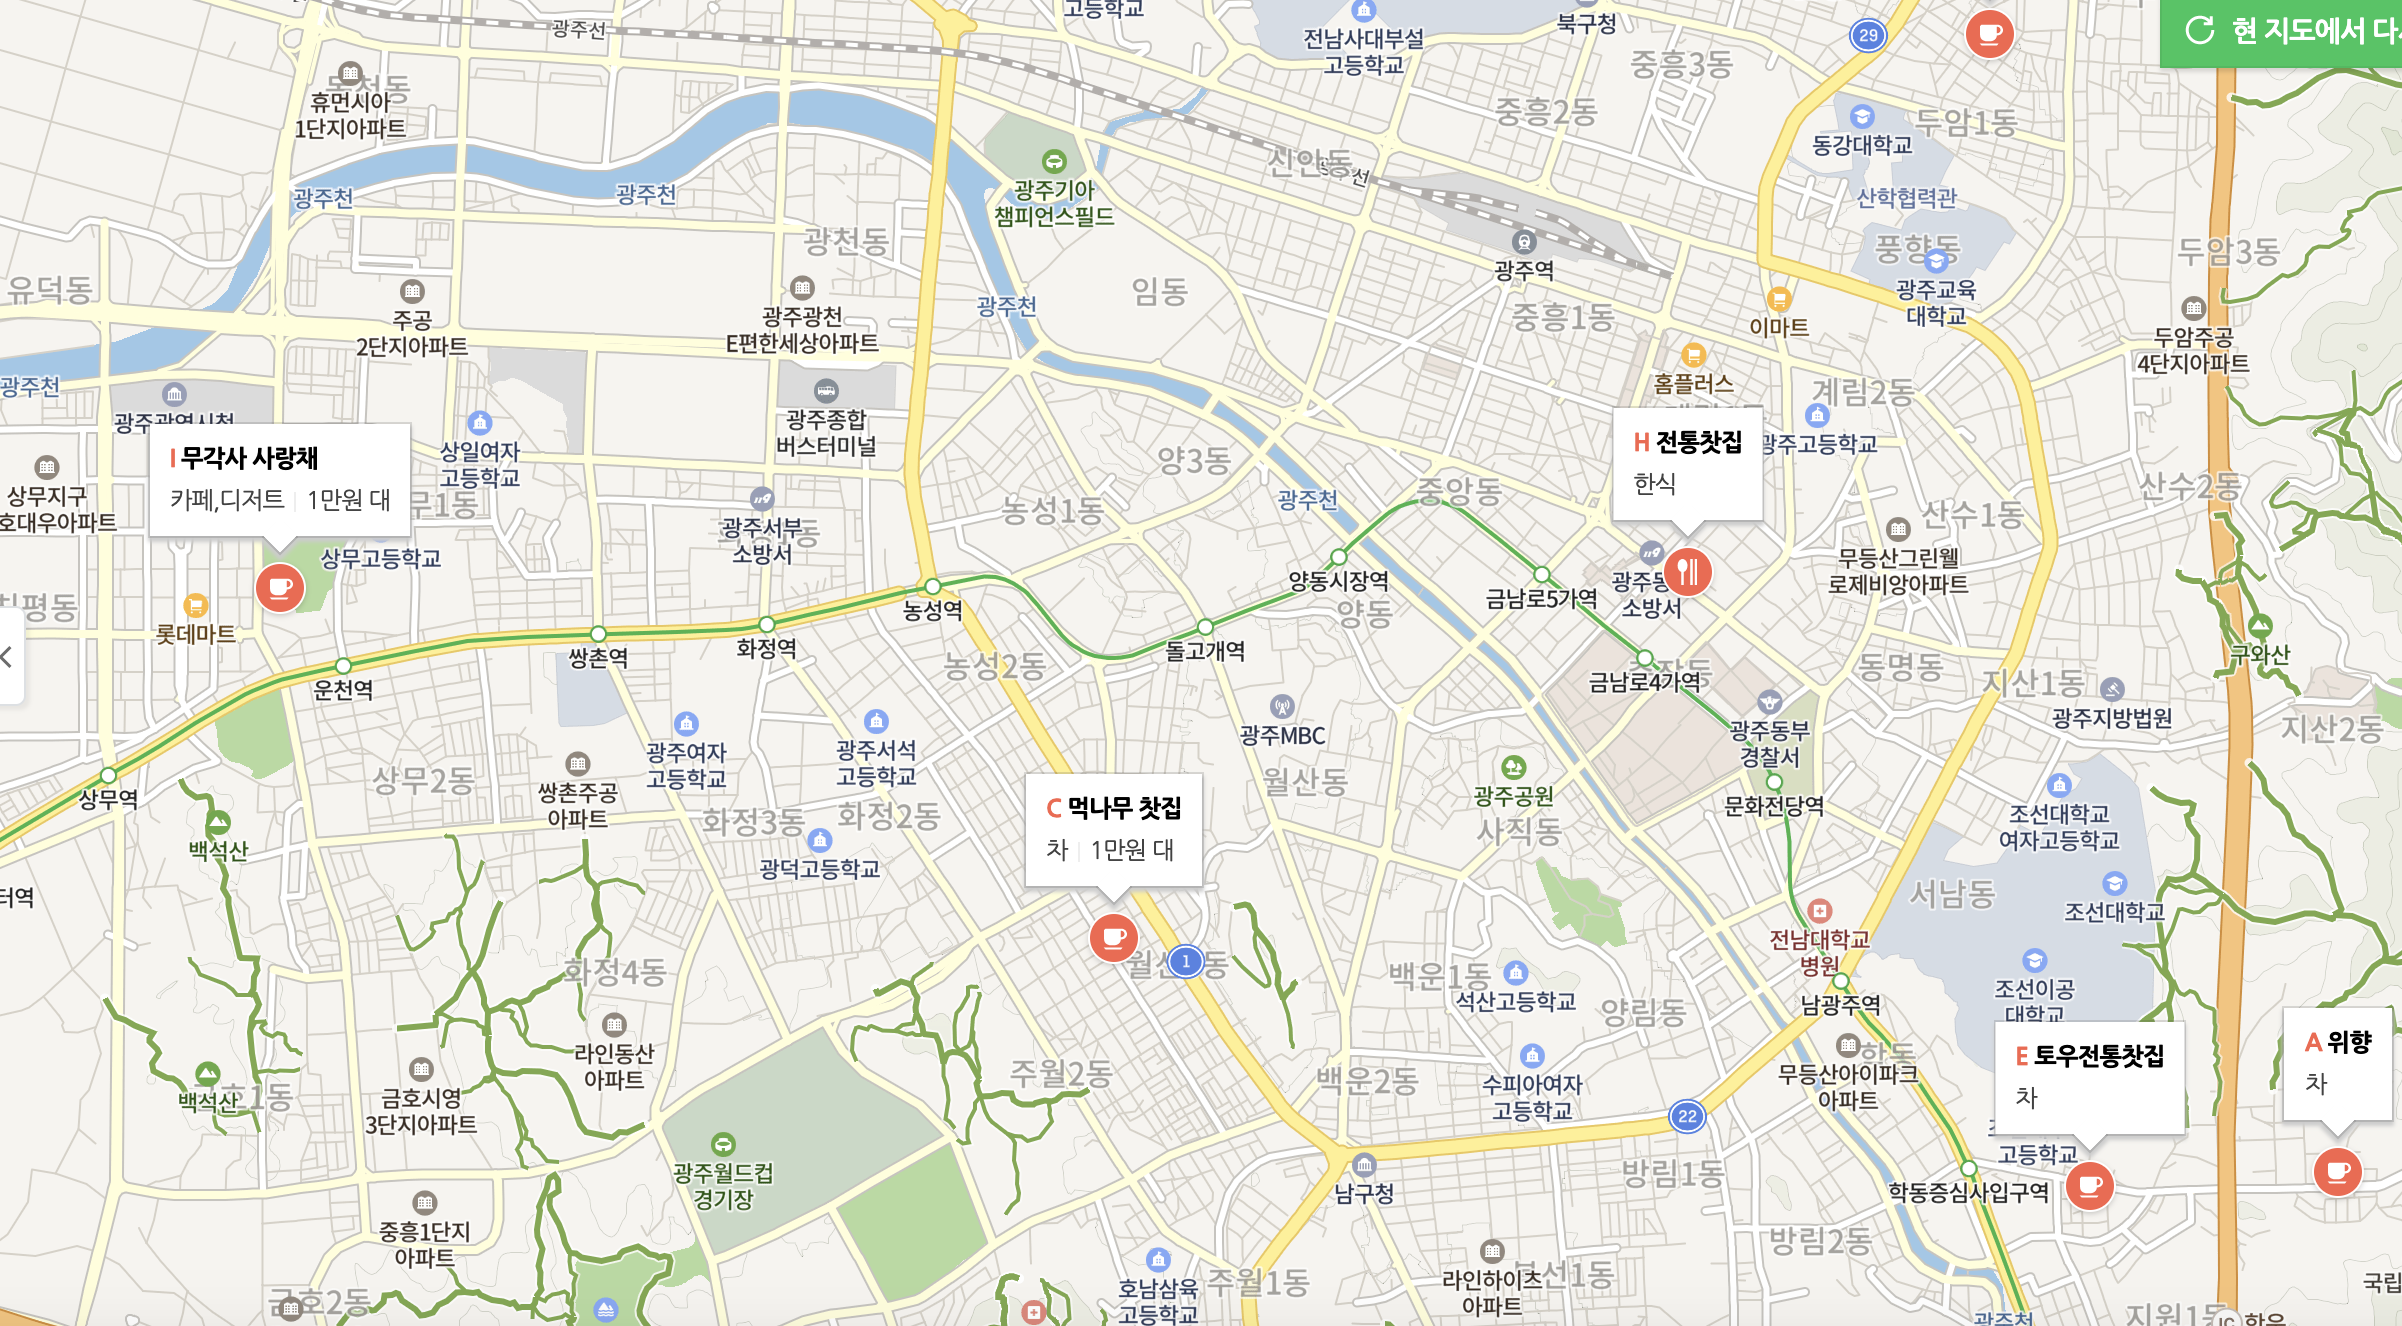 고등학교
북구청
광주선
전남사대부설
고등학교
29
현 지도에서
중흥3동
휴먼시아
1단지아파트
중흥2동
두암1동
동강대학교
신안동
광주천
광주천
광주기아
챔피언스필드
산학협력관
광천동
풍향동
두암3동
유덕동
임동
광주역
광주교육
대학교
주공
2단지아파트
광주광천
E편한세상아파트
광주천
중흥1동
이마트
두암주공
4단지아파트
광주천
홈플러스
계림2동
광주광역시청
상일여자
고등학교
광주종합
버스터미널
양3동
광주고등학교
I 무각사 사랑채
카페,디저트 1만원 대
H 전통찻집
한식
상무지구
호대우아파트
농성1동
광주천
중앙동
산수2동
산수1동
상무고등학교
광주서부
소방서
무등산그린웰
로제비앙아파트
양동시장역
금남로5가역
소방서
롯데마트
농성역
양동
운천역
쌍촌역
화정역
농성2동
돌고개역
금남로4가역
동명동
지산1동
구와산
광주여자
고등학교
광주서석
고등학교
광주MBC
광주동부
경찰서
광주지방법원
지산2동
상무역
상무2동
쌍촌주공
아파트
화정3동
화정2동
월산동
광주공원
사직동
문화전당역
조선대학교
여자고등학교
백석산
광덕고등학교
C 먹나무 찻집
차 1만원 대
터역
서남동
조선대학교
전남대학교
병원
1
화정4동
백운1동
석산고등학교
양림동
남광주역
조선이공
대학교
라인동산
아파트
금호시영
3단지아파트
주월2동
백운2동
수피아여자
고등학교
무등산아이파크
아파트
학동
E 토우전통찻집
차
A 위향
차
백석산
22
광주월드컵
경기장
남구청
방림1동
고등학교
학동증심사입구역
중흥1단지
아파트
방림2동
호남삼육
고등학교
주월1동
라인하이츠
아파트
금호2동
국립
광주천